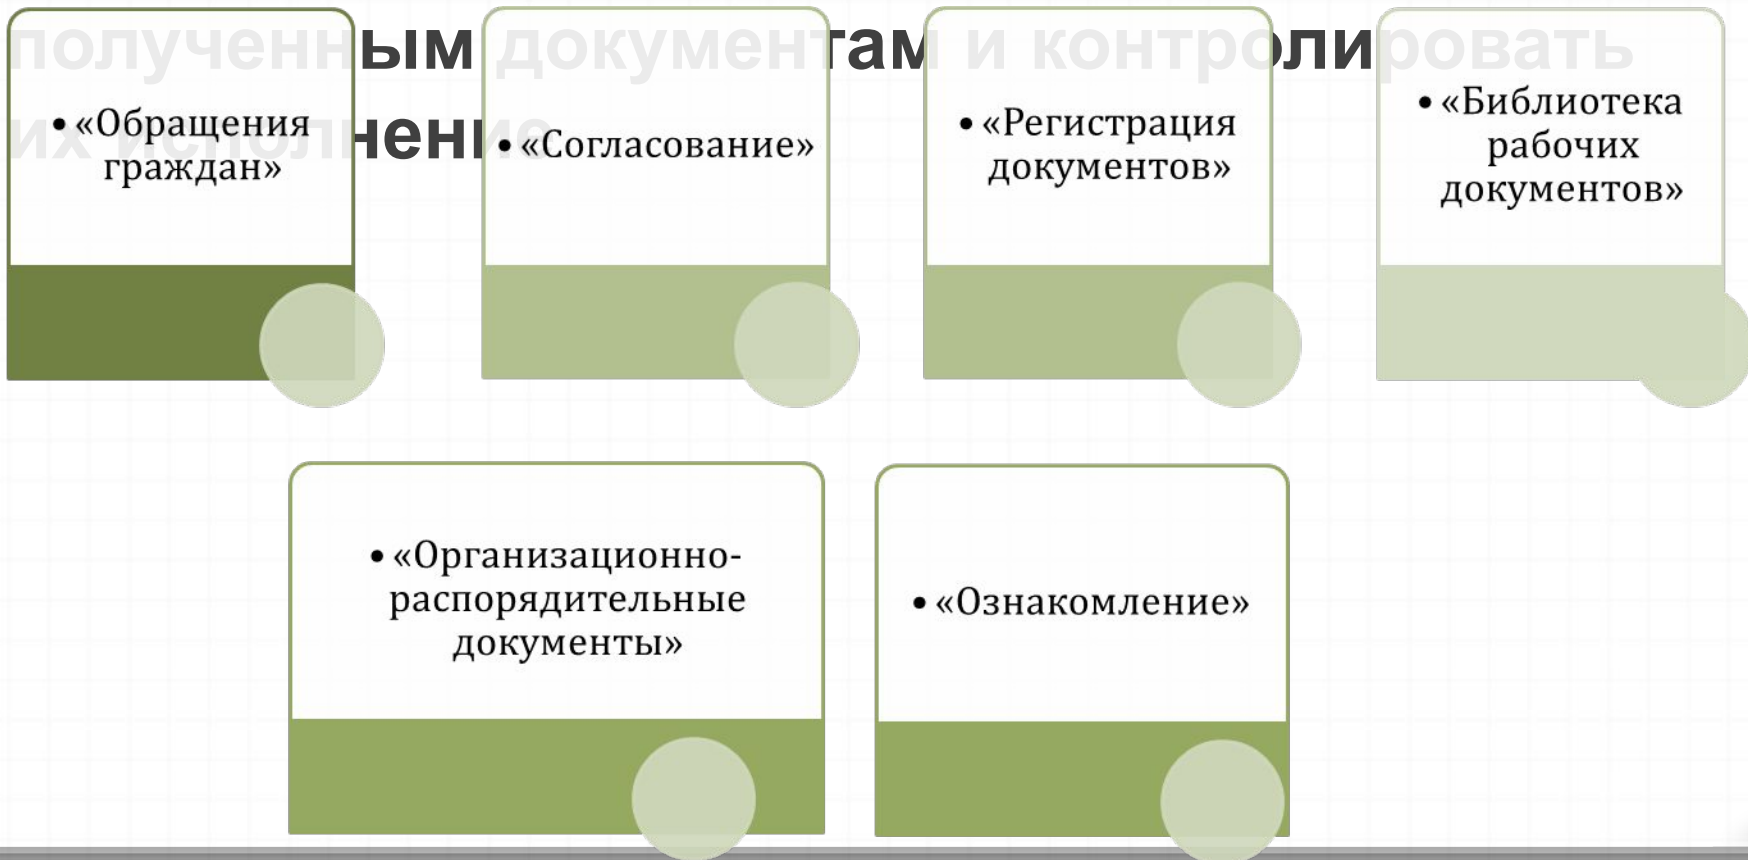 полученным документам и контролировать
их исполнение
• «Обращения
граждан»
• «Согласование»
• «Регистрация
документов»
• «Библиотека
рабочих
документов»
• «Организационно-
распорядительные
документы»
• «Ознакомление»